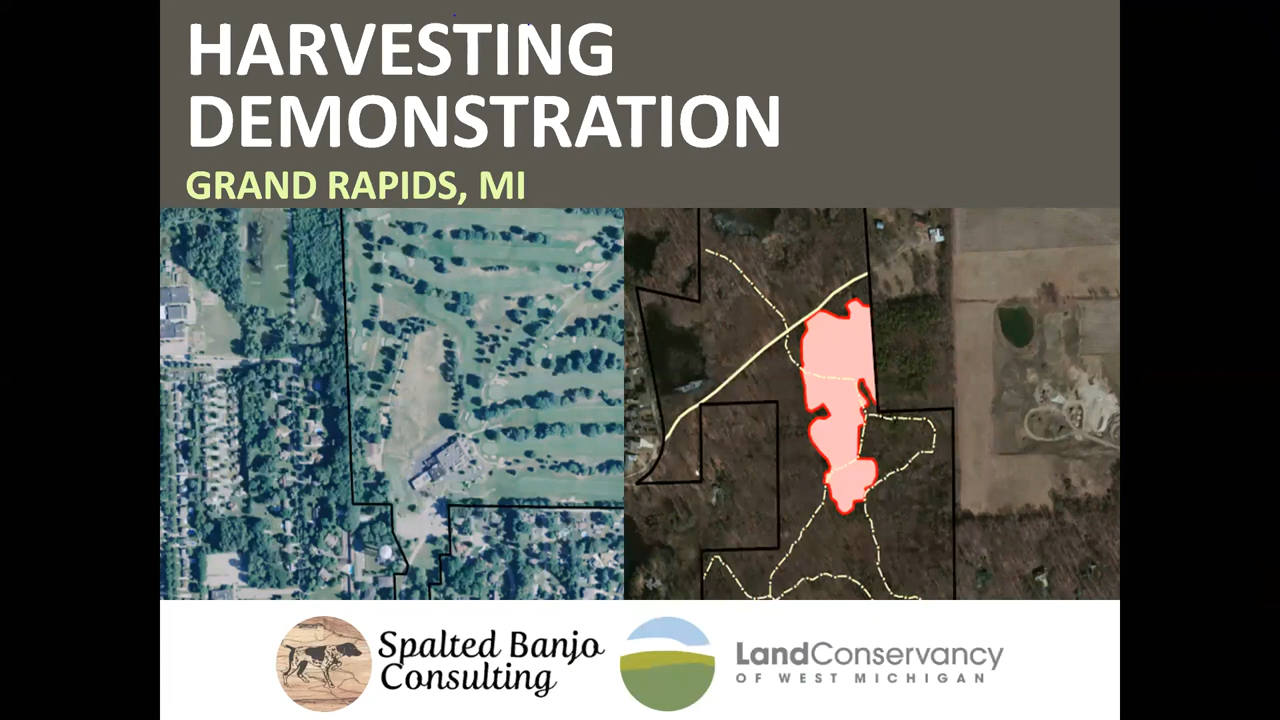 HARVESTING
DEMONSTRATION
GRAND RAPIDS, MI
Spalted Banjo
Consulting
LandConservancy
OF WEST MICHIGAN